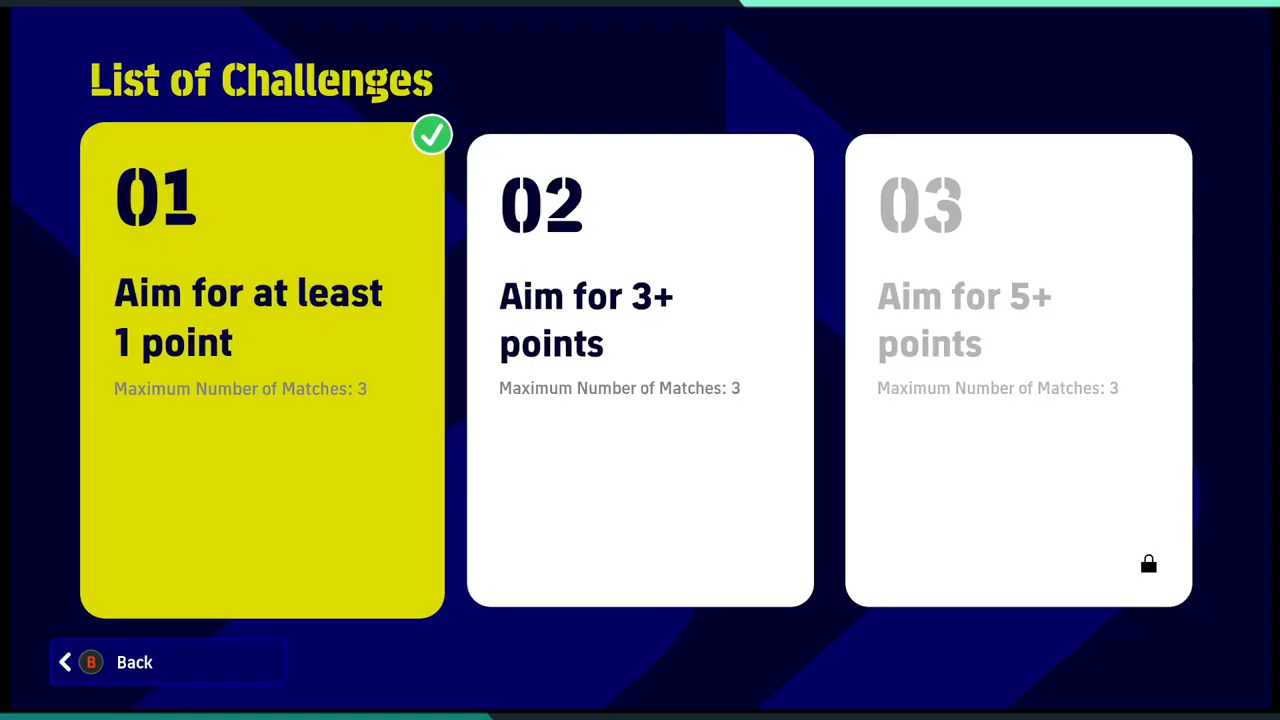 List of Challenges
01
Aim for at least
1 point
Maximum Number of Matches: 3
02
Aim for 3+
points
Maximum Number of Matches: 3
03
Aim for 5+
points
Maximum Number of Matches: 3
B Back